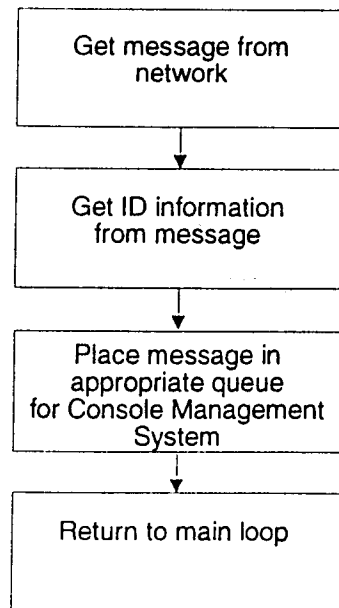 Get message from
network
Get ID information
from message
Place message in
appropriate queue
for Console Management
System
Return to main loop